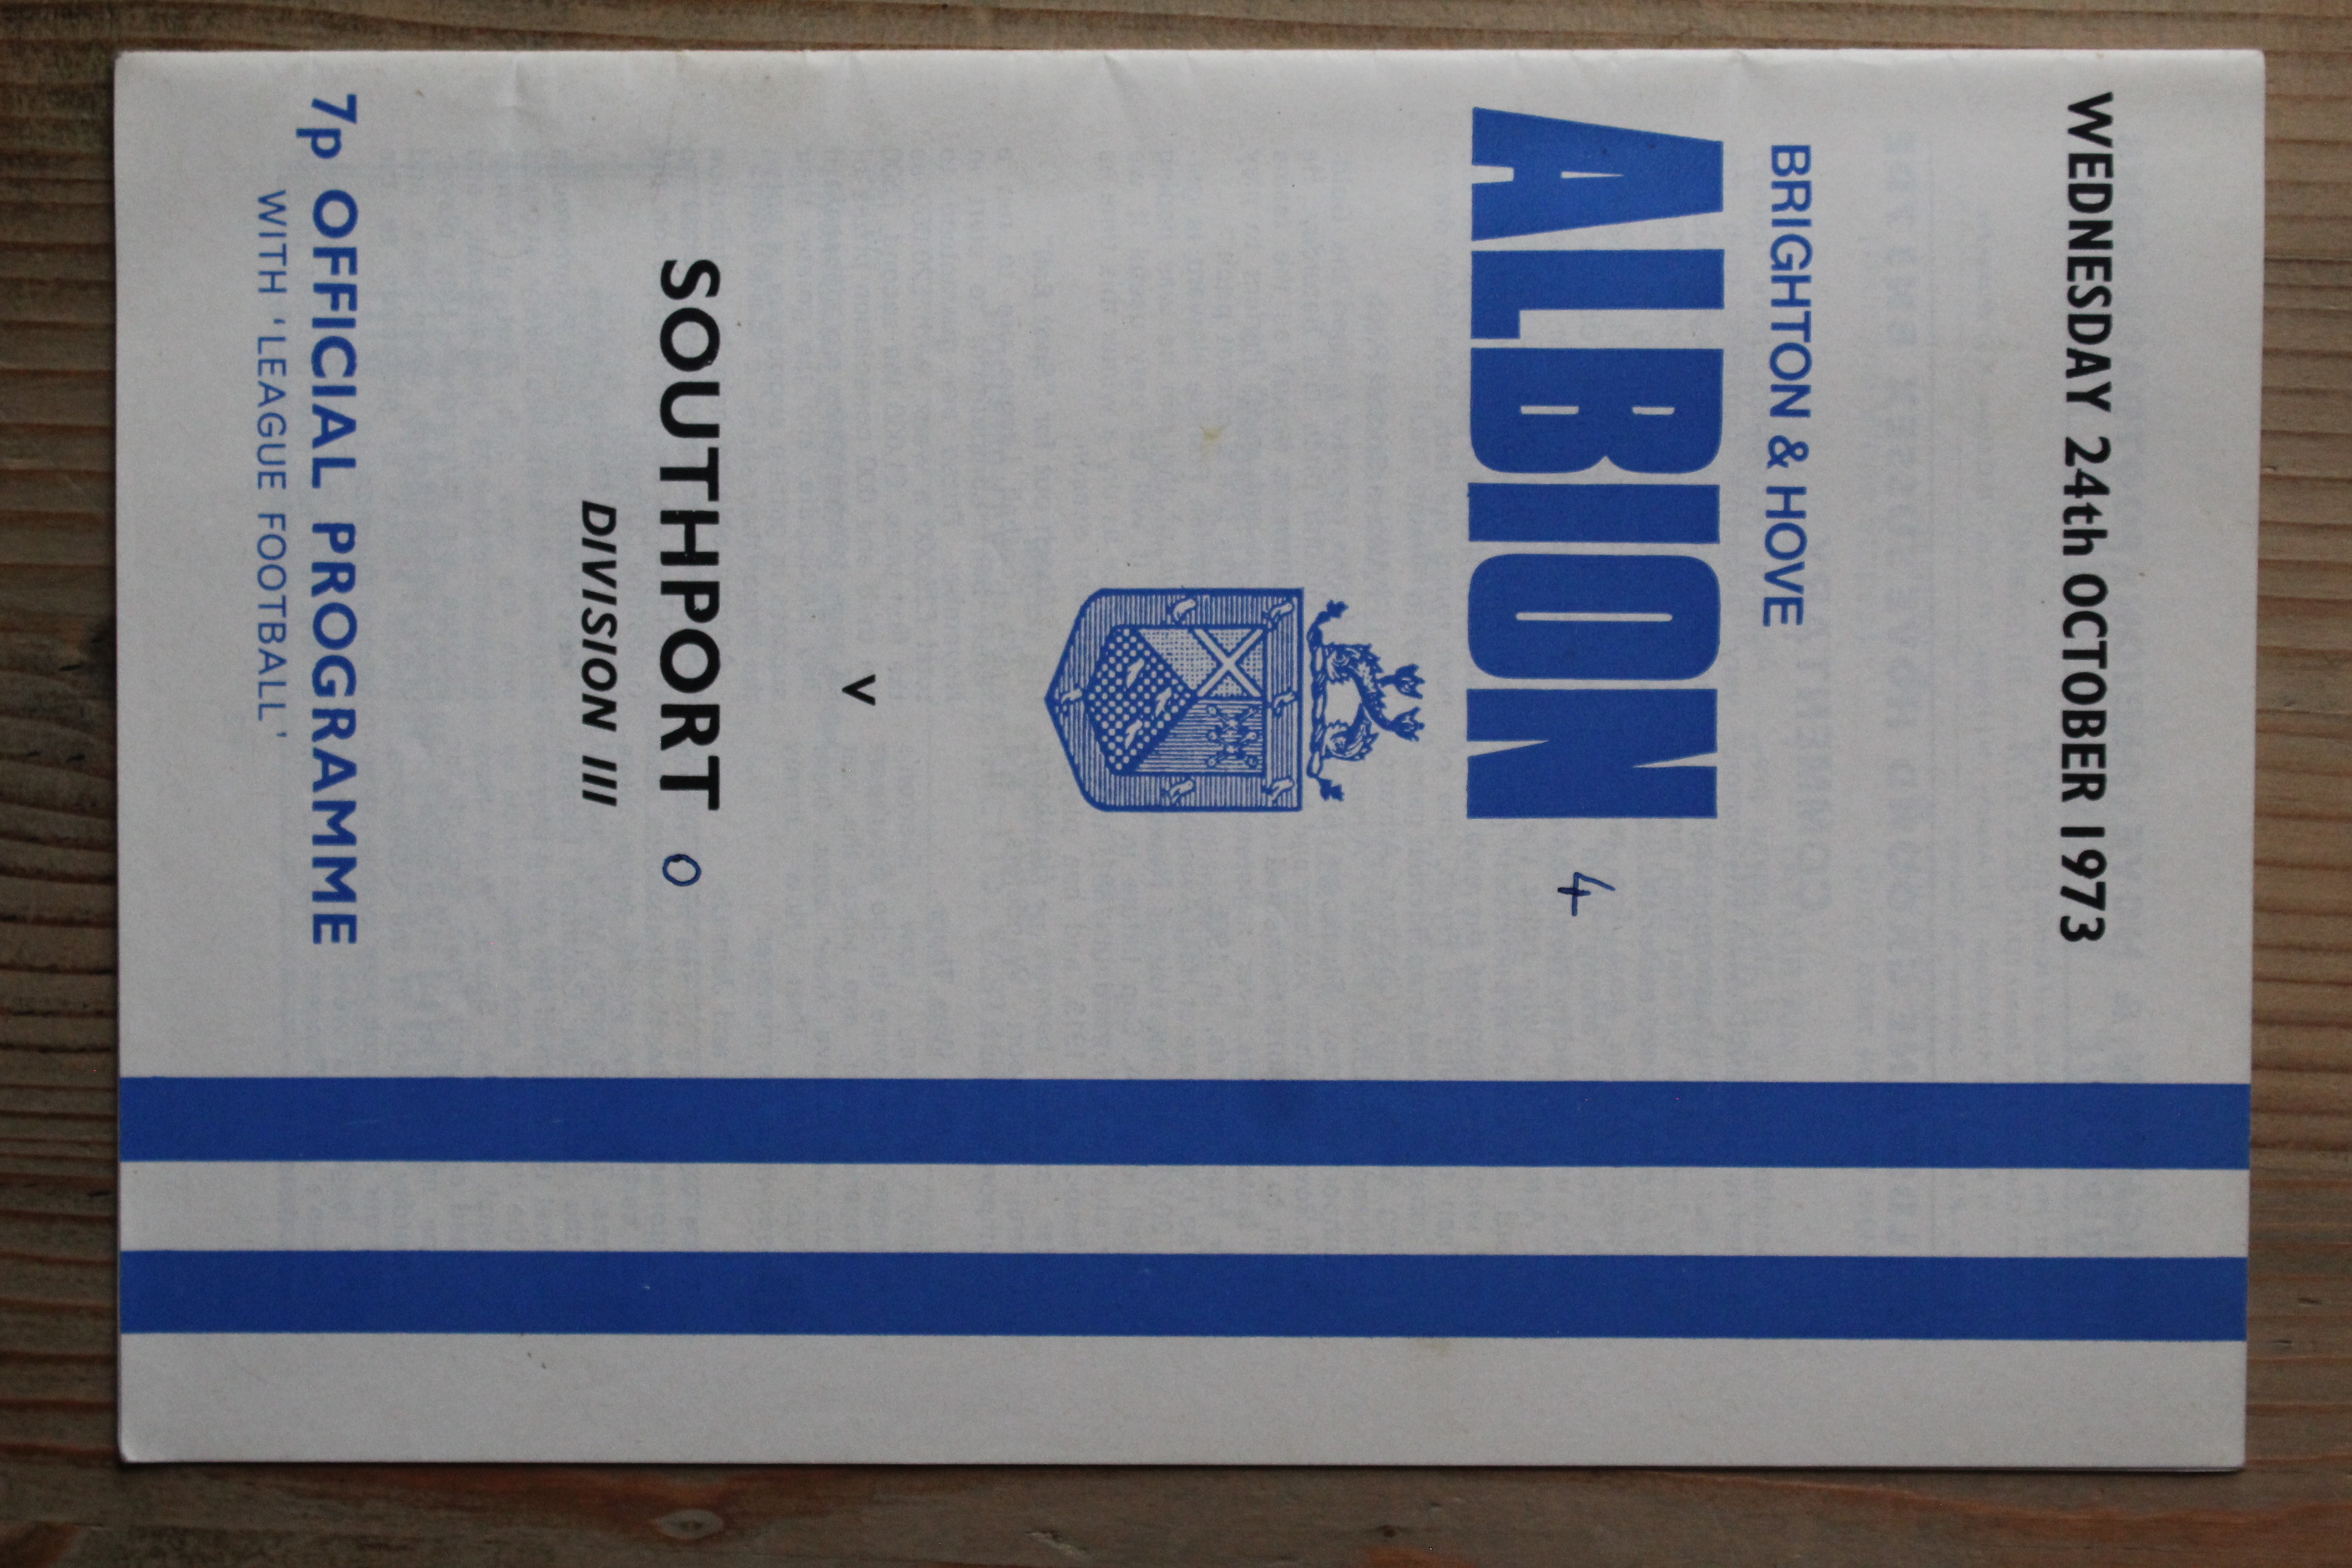 WEDNESDAY 24th OCTOBER 1973
BRIGHTON & HOVE
ALBION 4
v
SOUTHPORT 0
DIVISION III
7p OFFICIAL PROGRAMME
WITH 'LEAGUE FOOTBALL'